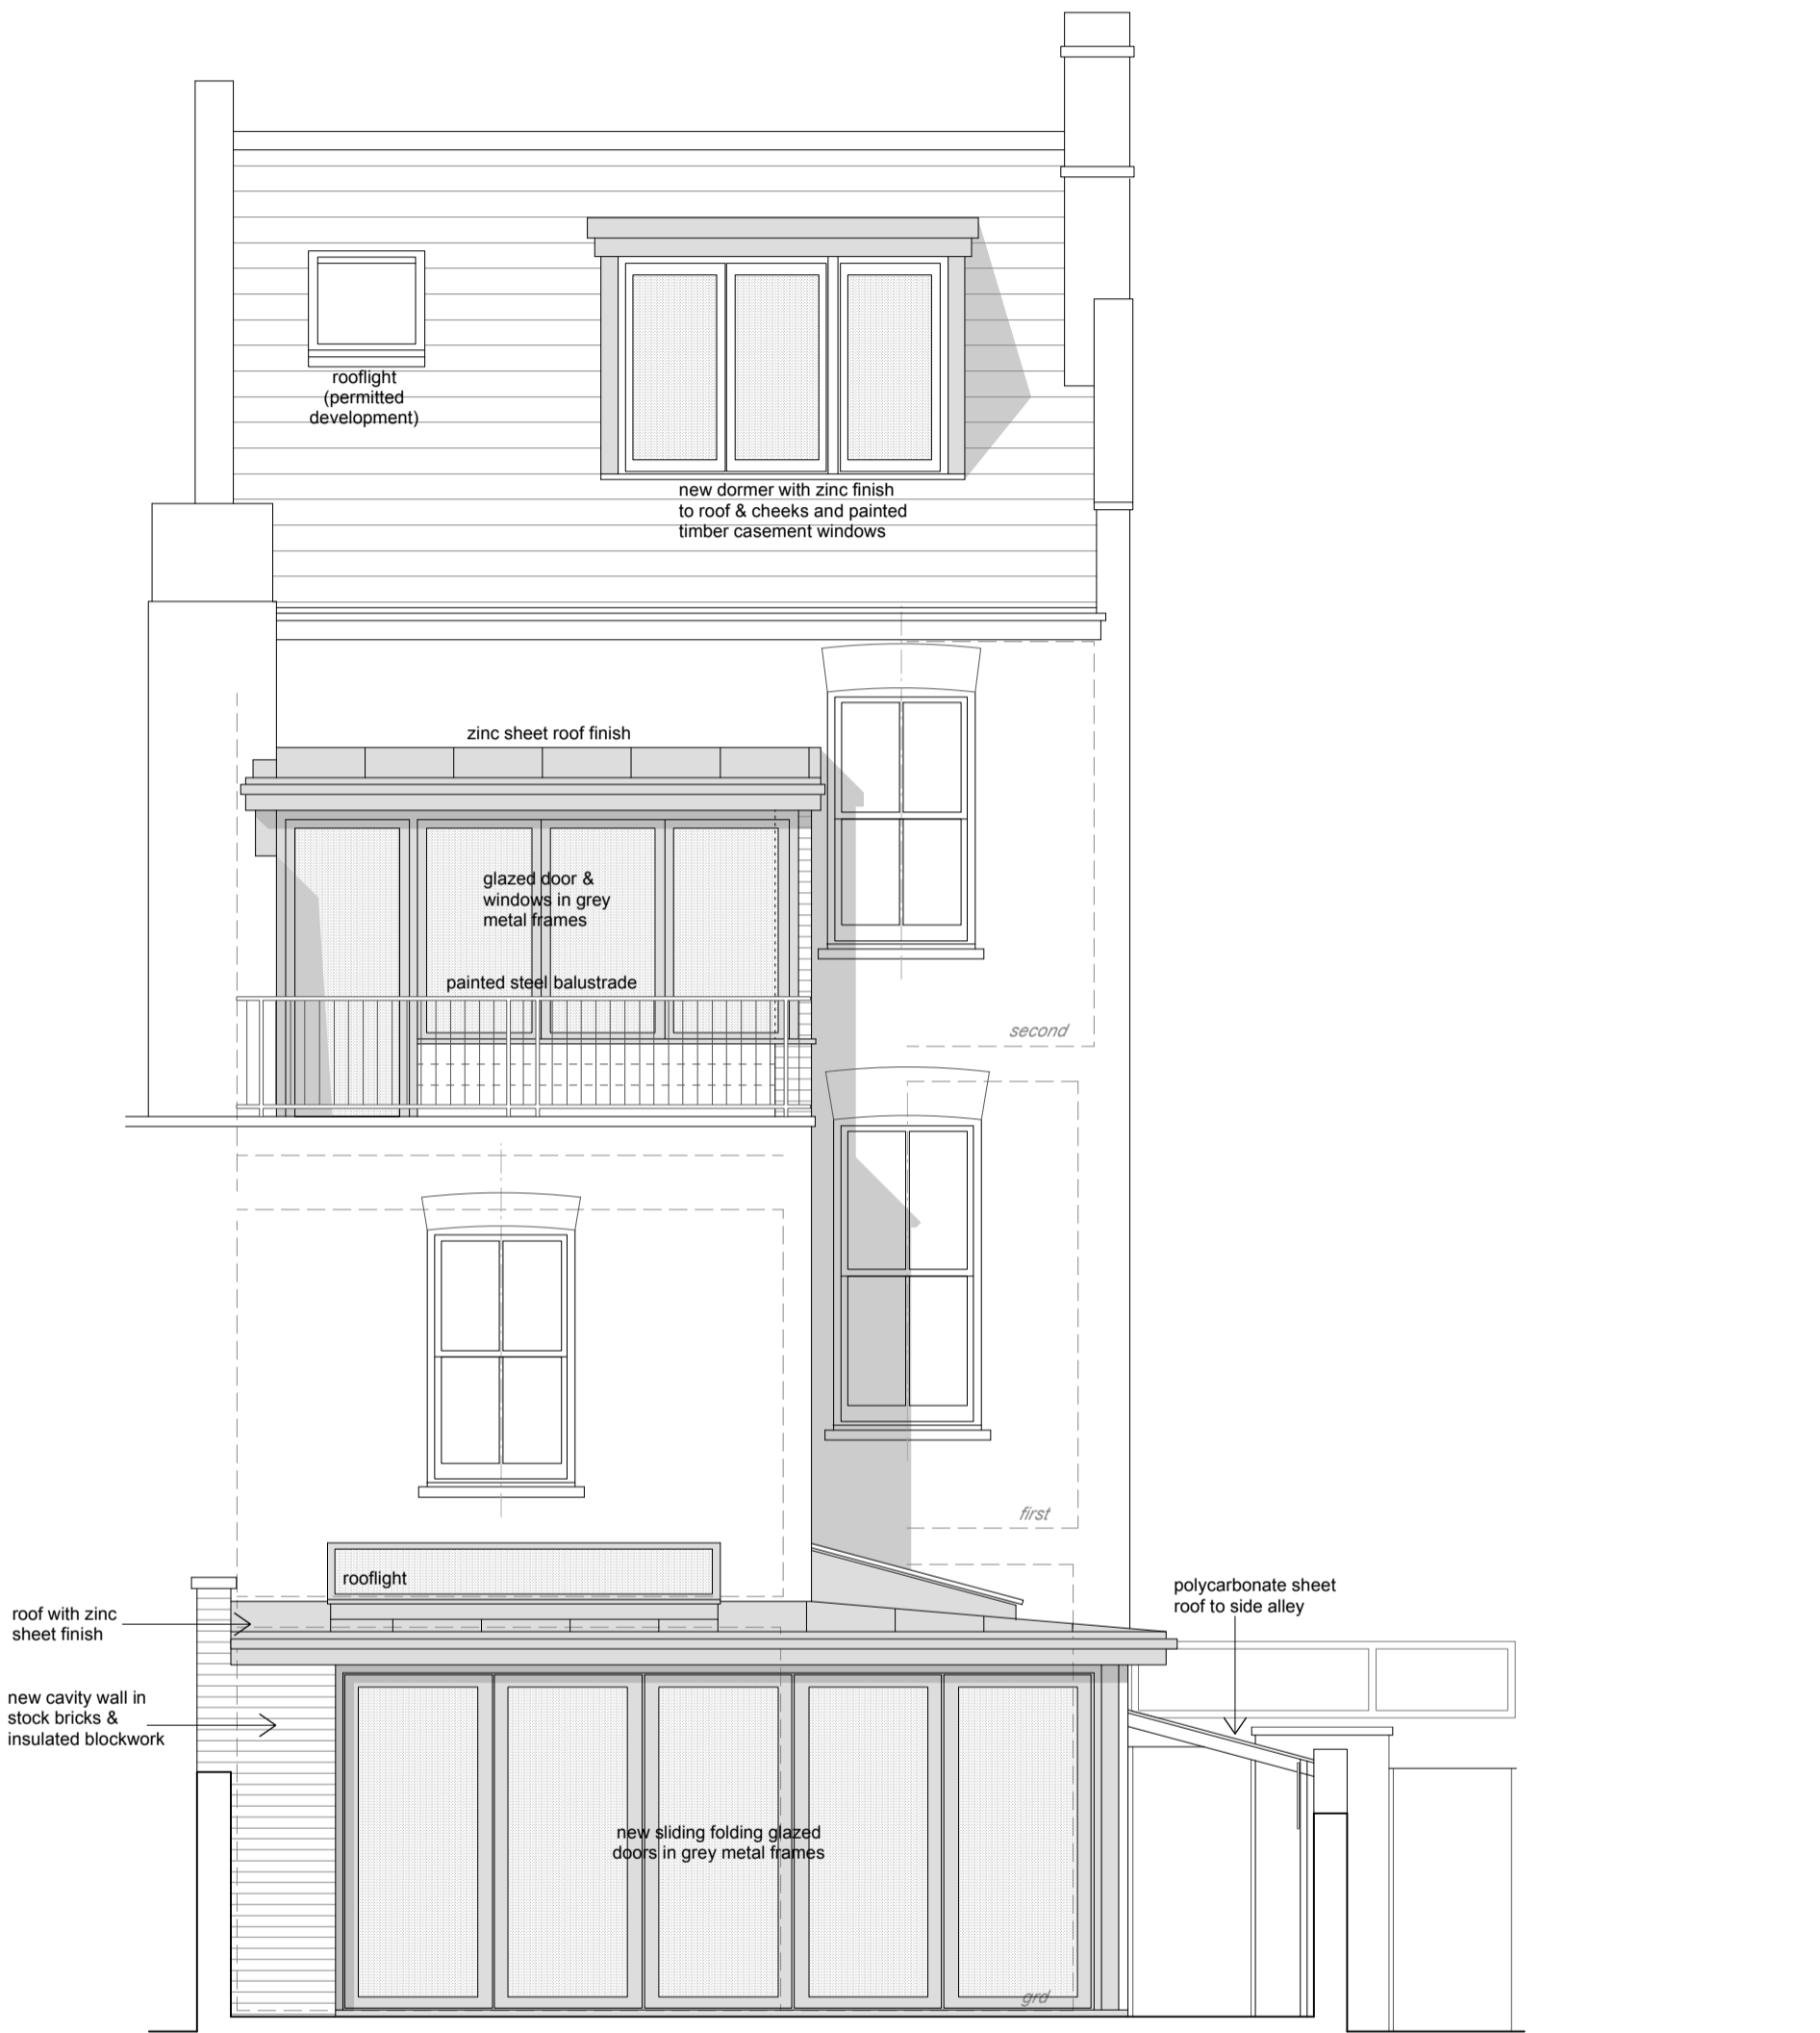 rooflight
(permitted
development)
new dormer with zinc finish
to roof & cheeks and painted
timber casement windows
zinc sheet roof finish
glazed door &
windows in grey
metal frames
painted steel balustrade
second
first
rooflight
polycarbonate sheet
roof to side alley
roof with zinc
sheet finish
new cavity wall in
stock bricks &
insulated blockwork
new sliding folding glazed
doors in grey metal frames
grd